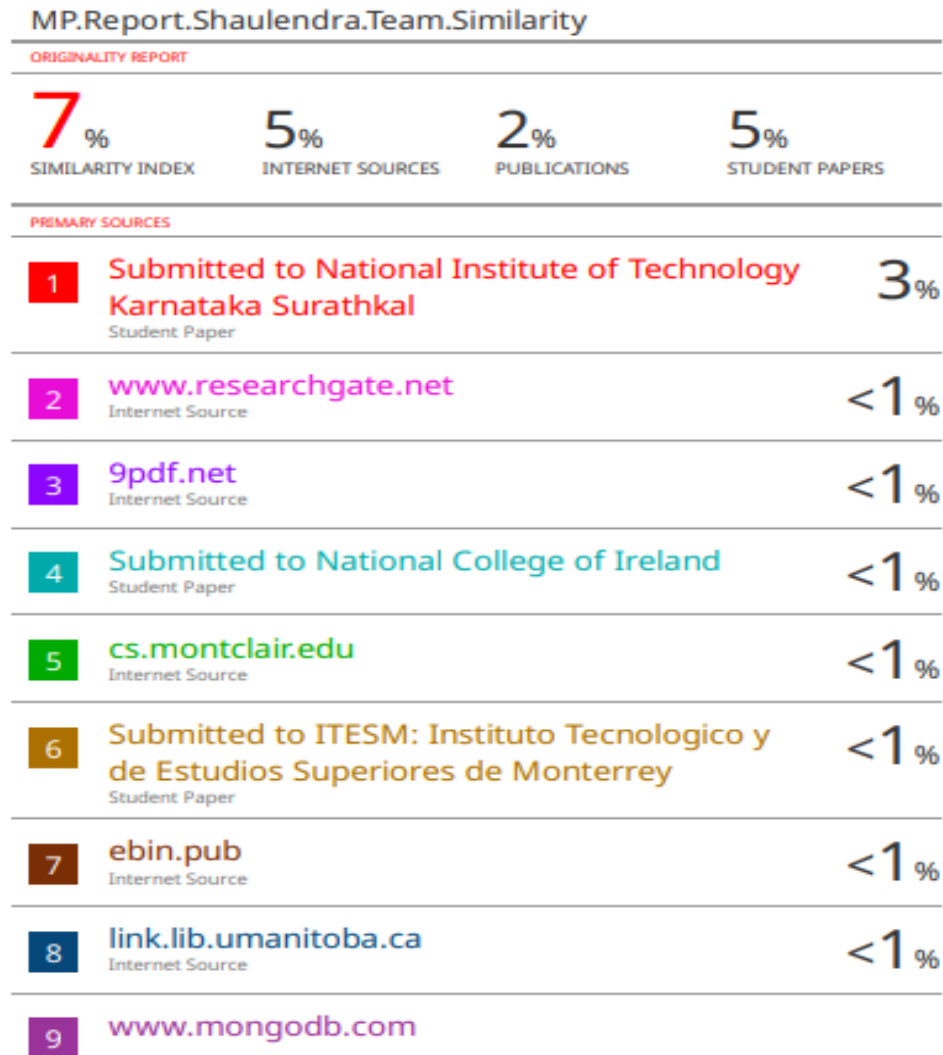 MP.Report.Shaulendra.Team.Similarity
ORIGINALITY REPORT
7% 5% 2% 5%
SIMILARITY INDEX INTERNET SOURCES PUBLICATIONS STUDENT PAPERS
PRIMARY SOURCES
1 Submitted to National Institute of Technology 3%
Karnataka Surathkal
Student Paper
2 www.researchgate.net <1%
Internet Source
3 9pdf.net <1%
Internet Source
4 Submitted to National College of Ireland <1%
Student Paper
5 cs.montclair.edu <1%
Internet Source
6 Submitted to ITESM: Instituto Tecnologico y <1%
de Estudios Superiores de Monterrey
Student Paper
7 ebin.pub <1%
Internet Source
8 link.lib.umanitoba.ca <1%
Internet Source
9 www.mongodb.com